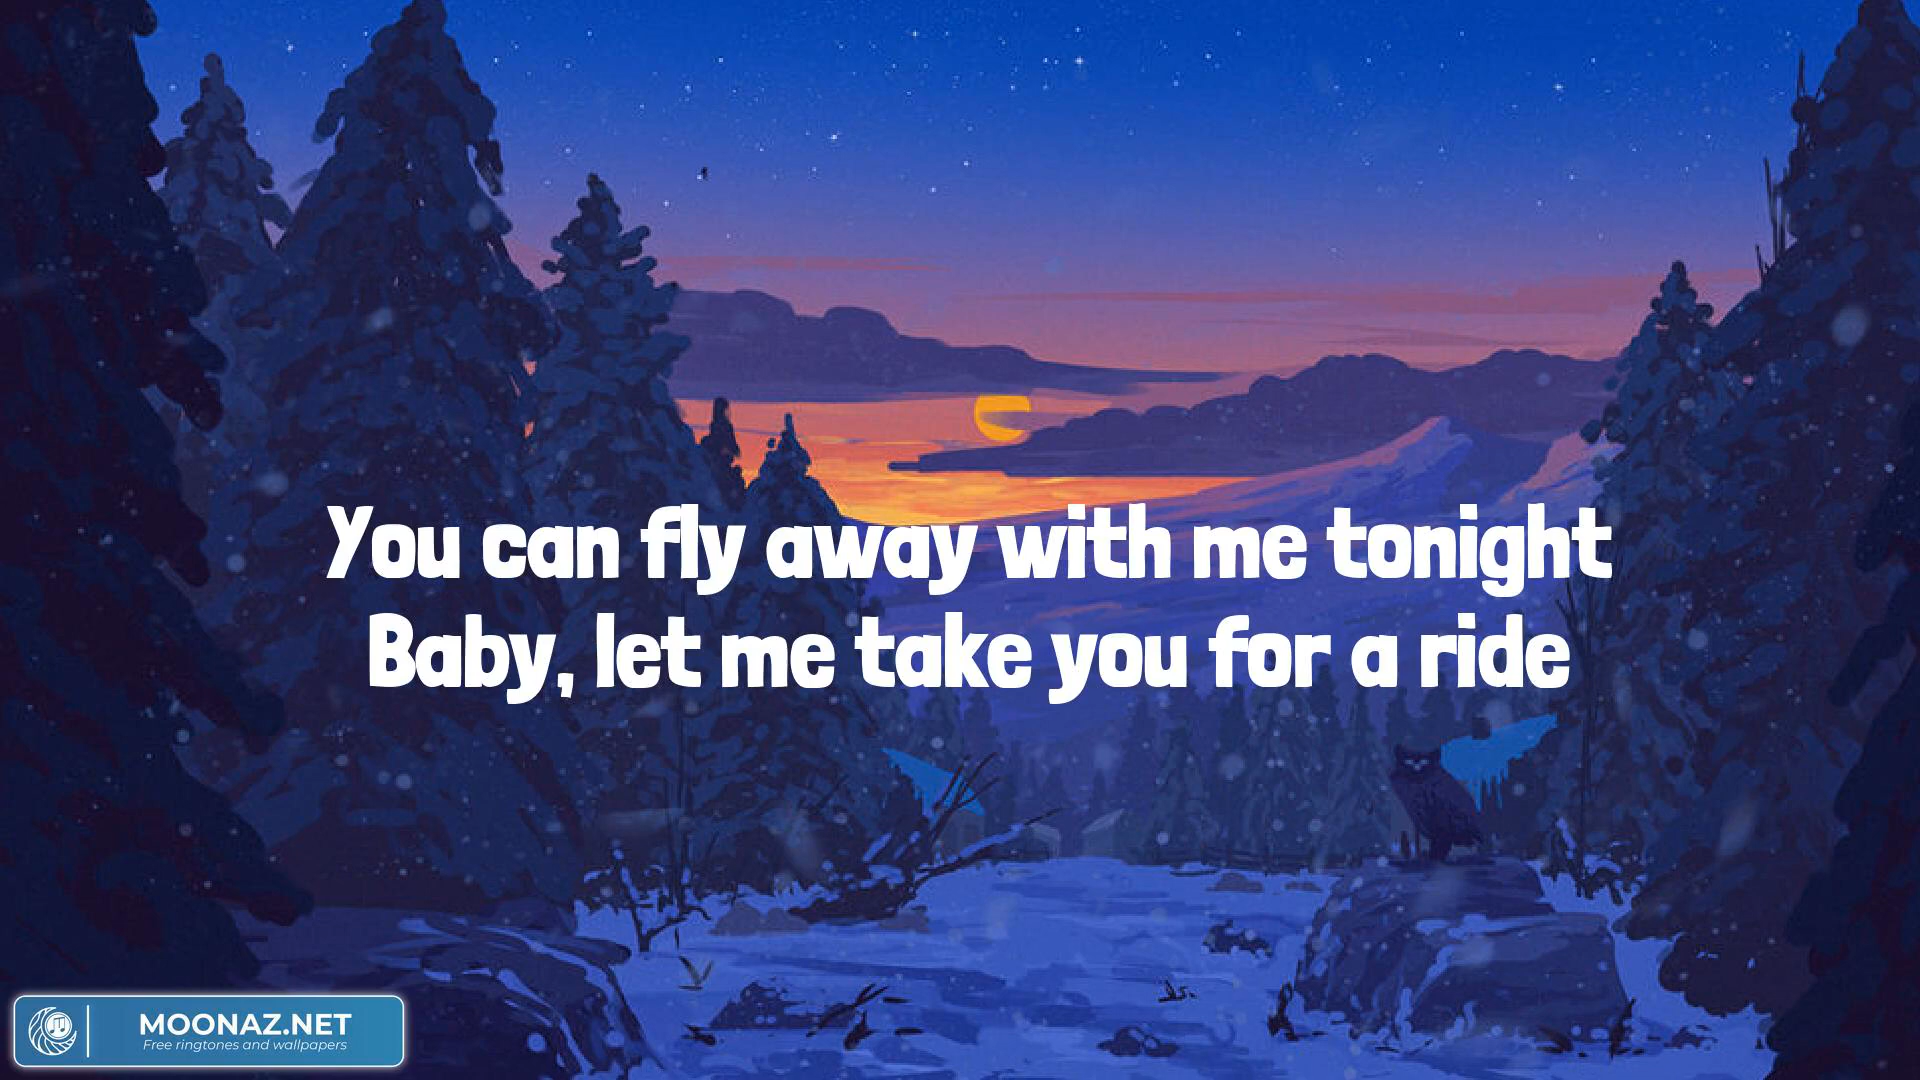 You can fly away with me tonight
Baby, let me take you for a ride
MOONAZ.NET
Free ringtones and wallpapers